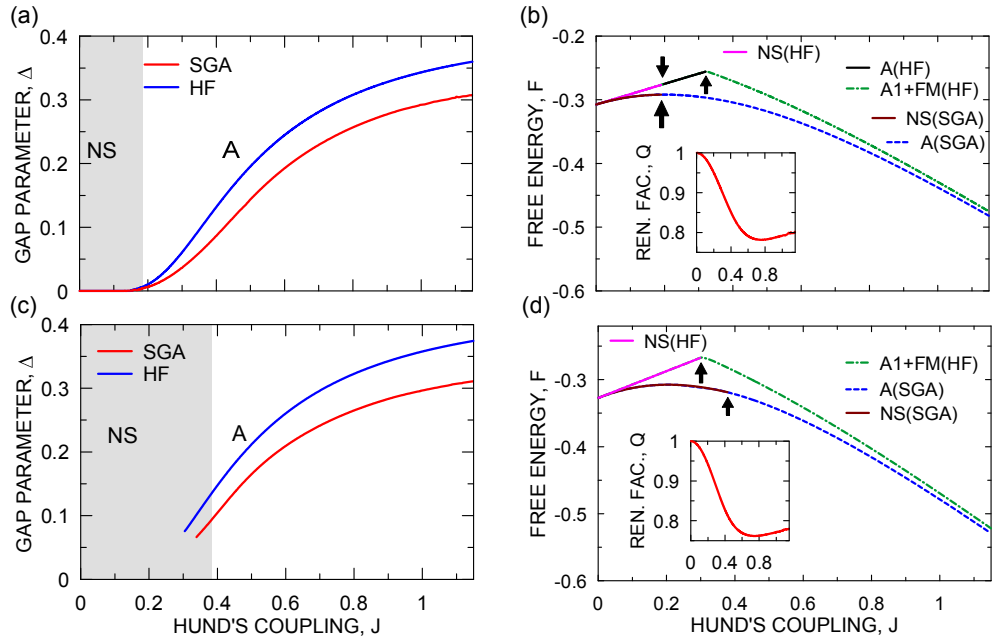 (a)
GAP PARAMETER, Δ
0.4
0.3
0.2
0.1
0
SGA
HF
NS
A
(b)
FREE ENERGY, F
-0.2
-0.3
-0.4
-0.5
-0.6
NS(HF)
A(HF)
A1+FM(HF)
NS(SGA)
A(SGA)
REN. FAC., Q
1
0.9
0.8
0 0.4 0.8
(c)
GAP PARAMETER, Δ
0.4
0.3
0.2
0.1
0
SGA
HF
NS
A
0 0.2 0.4 0.6 0.8 1
HUND'S COUPLING, J
(d)
FREE ENERGY, F
-0.3
-0.4
-0.5
-0.6
NS(HF)
A1+FM(HF)
A(SGA)
NS(SGA)
REN. FAC., Q
1
0.9
0.8
0 0.4 0.8
0 0.2 0.4 0.6 0.8 1
HUND'S COUPLING, J